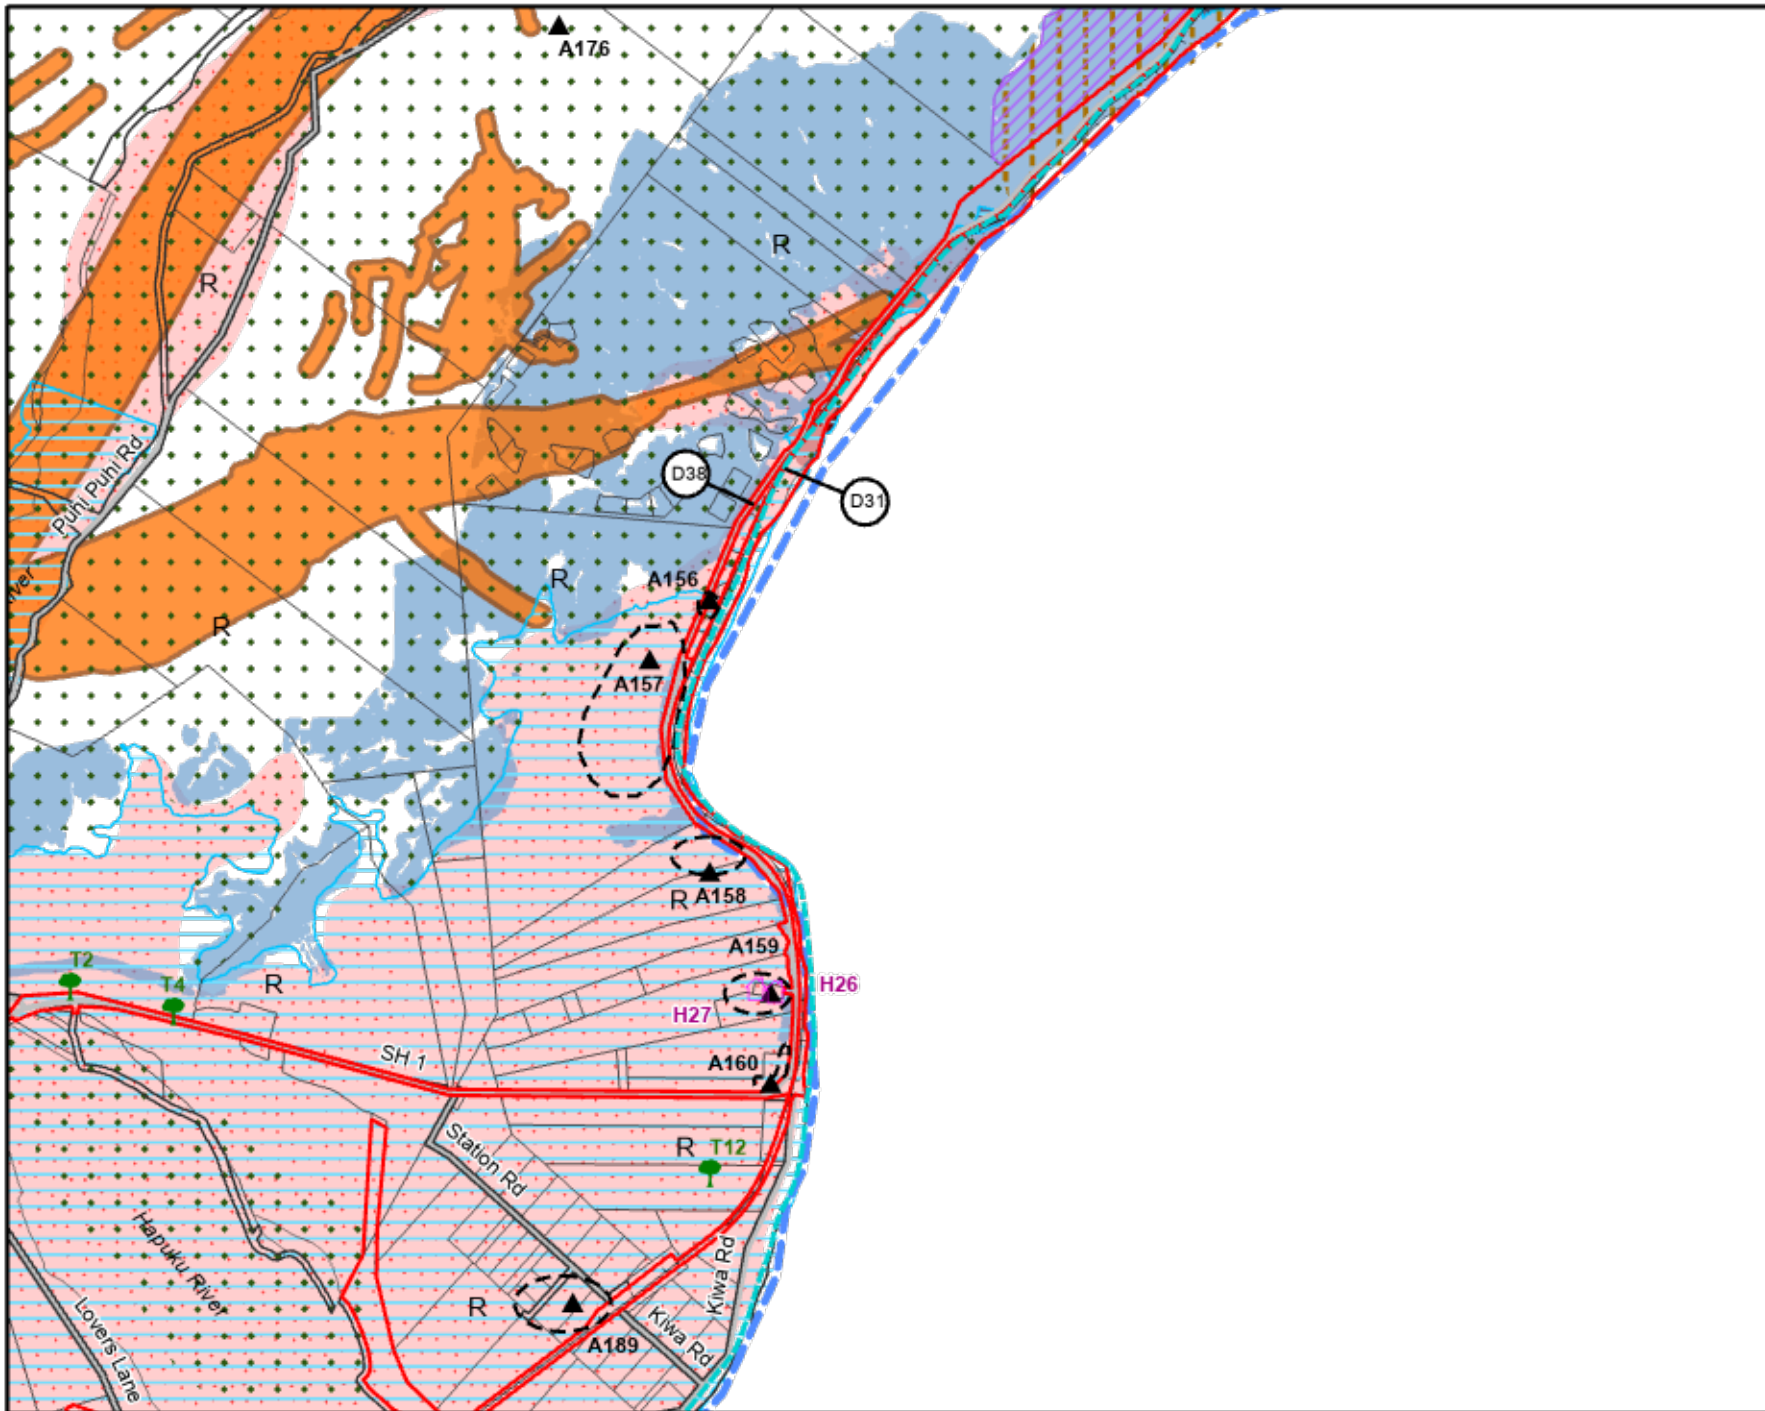 A176
R
R
Puhi Puhi Rd
D38
D31
R
A156
R
A157
A158
R
A159
T2
T4
R
H26
H27
SH 1
A160
Station Rd
R
T12
Hapuku River
Kiwa Rd
R
Lovers Lane
Kiwa Rd
A189